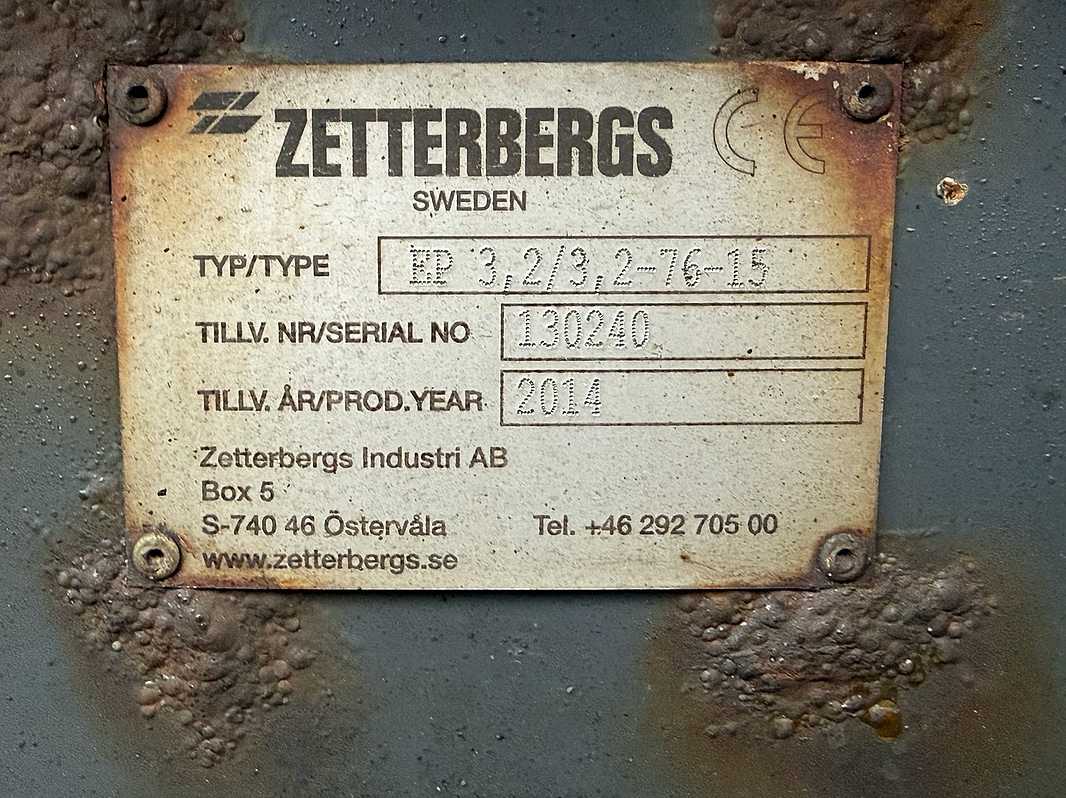 ZETTERBERGS CE
SWEDEN
TYP/TYPE EP 3,2/3,2-76-15
TILLV. NR/SERIAL NO 130240
TILLV. ÅR/PROD.YEAR 2014
Zetterbergs Industri AB
Box 5
S-740 46 Östervåla Tel. +46 292 705 00
www.zetterbergs.se